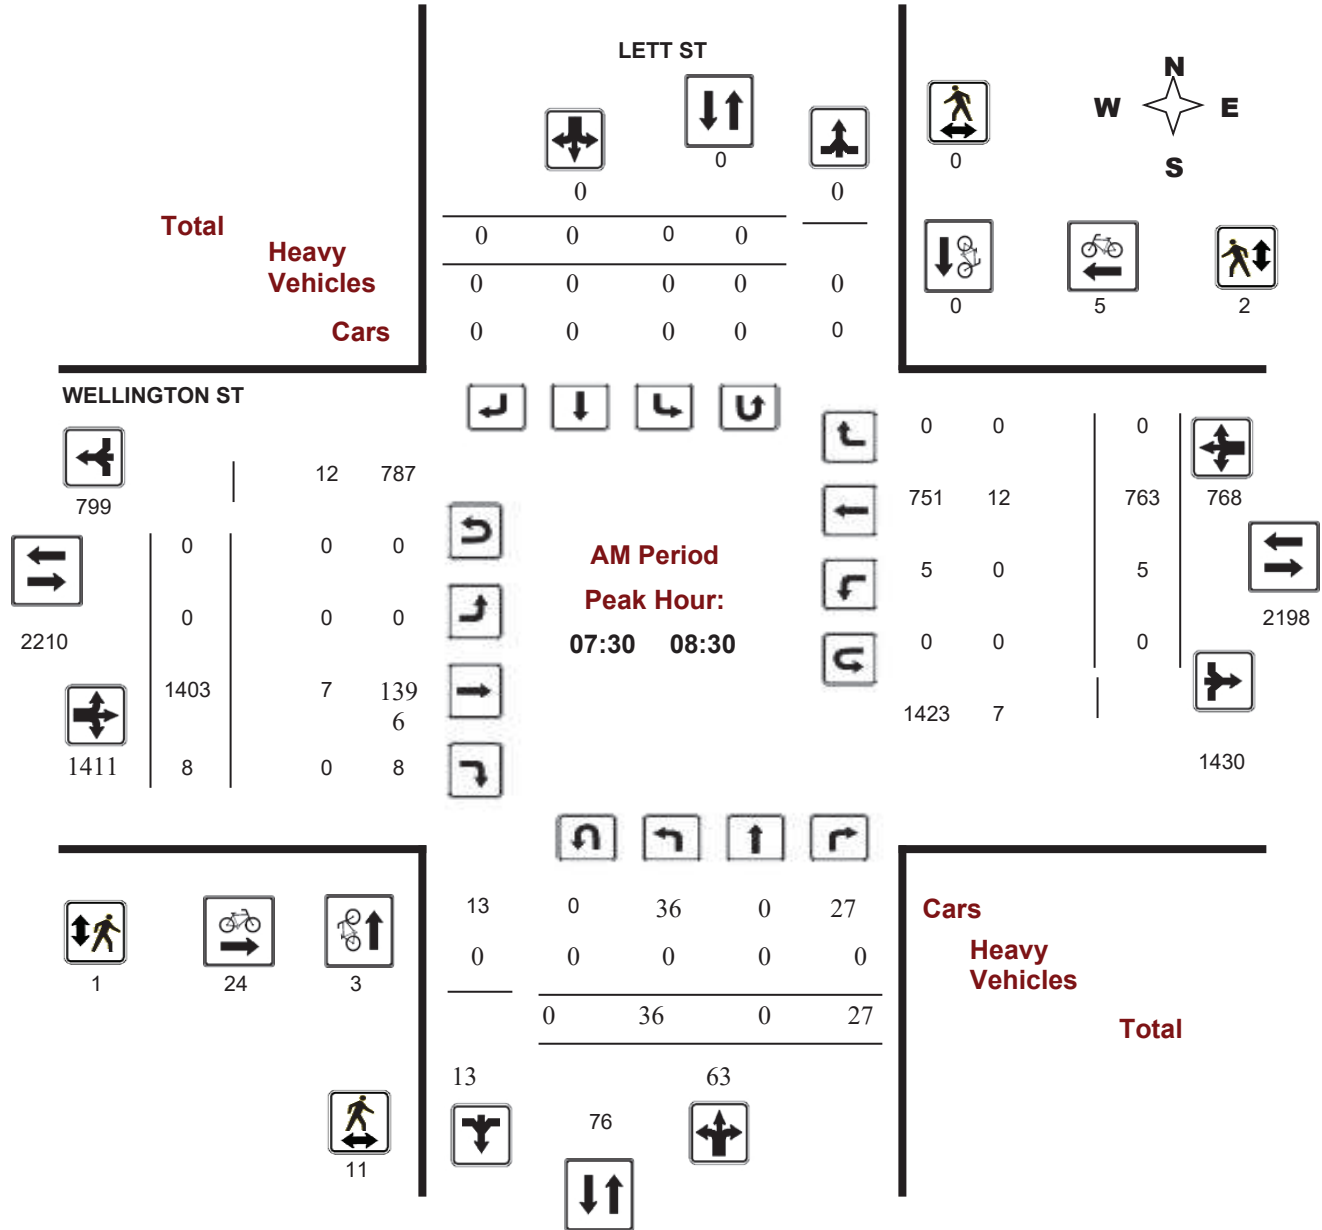 LETT ST
N
W E
S
0
0
0
0 0
Total
0 0 0 0
Heavy
Vehicles
0 0 0 0 0
0 5 2
Cars
0 0 0 0 0
WELLINGTON ST
0 0 0
12 787
799
751 12 763 768
0 0 0
AM Period
5 0 5
Peak Hour:
0 0 0
2210
07:30 08:30
0 0 0
2198
1403 7 139
6
1423 7
1411 8 0 8
1430
13 0 36 0 27
Cars
0 0 0 0 0
Heavy
Vehicles
1 24 3
0 36 0 27
Total
13 63
76
11